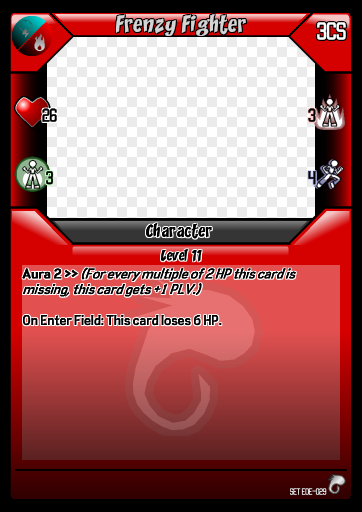 Frenzy Fighter
3CS
26
3
3
4
Character
Level 11
Aura 2 >> (For every multiple of 2 HP this card is
missing, this card gets +1 PLV.)
On Enter Field: This card loses 6 HP.
SET EOE-029